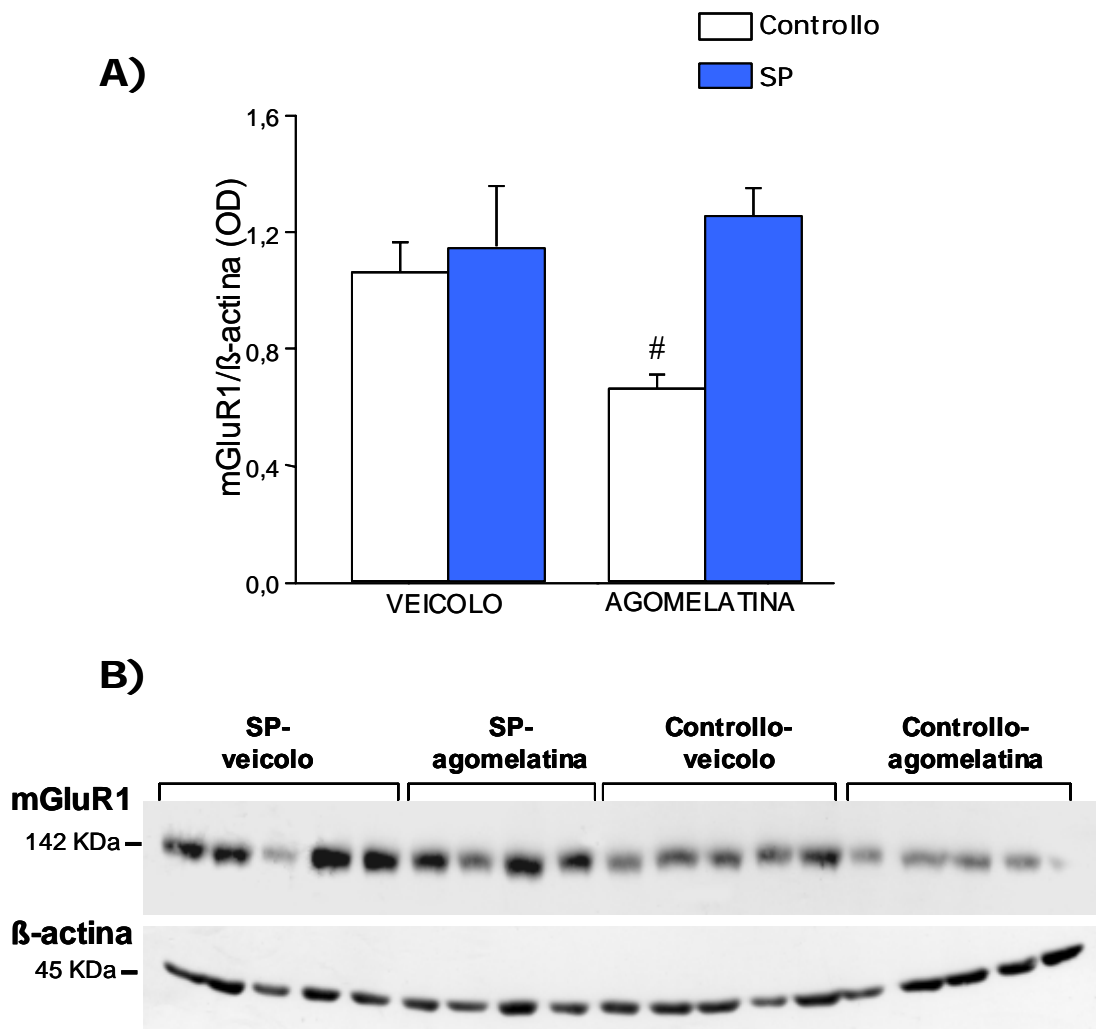 Controllo
SP
A)
mGluR1/ß-actina (OD)
1,6
1,2
0,8
0,4
0,0
#
VEICOLO AGOMELATINA
B)
SP-
veicolo
SP-
agomelatina
Controllo-
veicolo
Controllo-
agomelatina
mGluR1
142 KDa
ß-actina
45 KDa